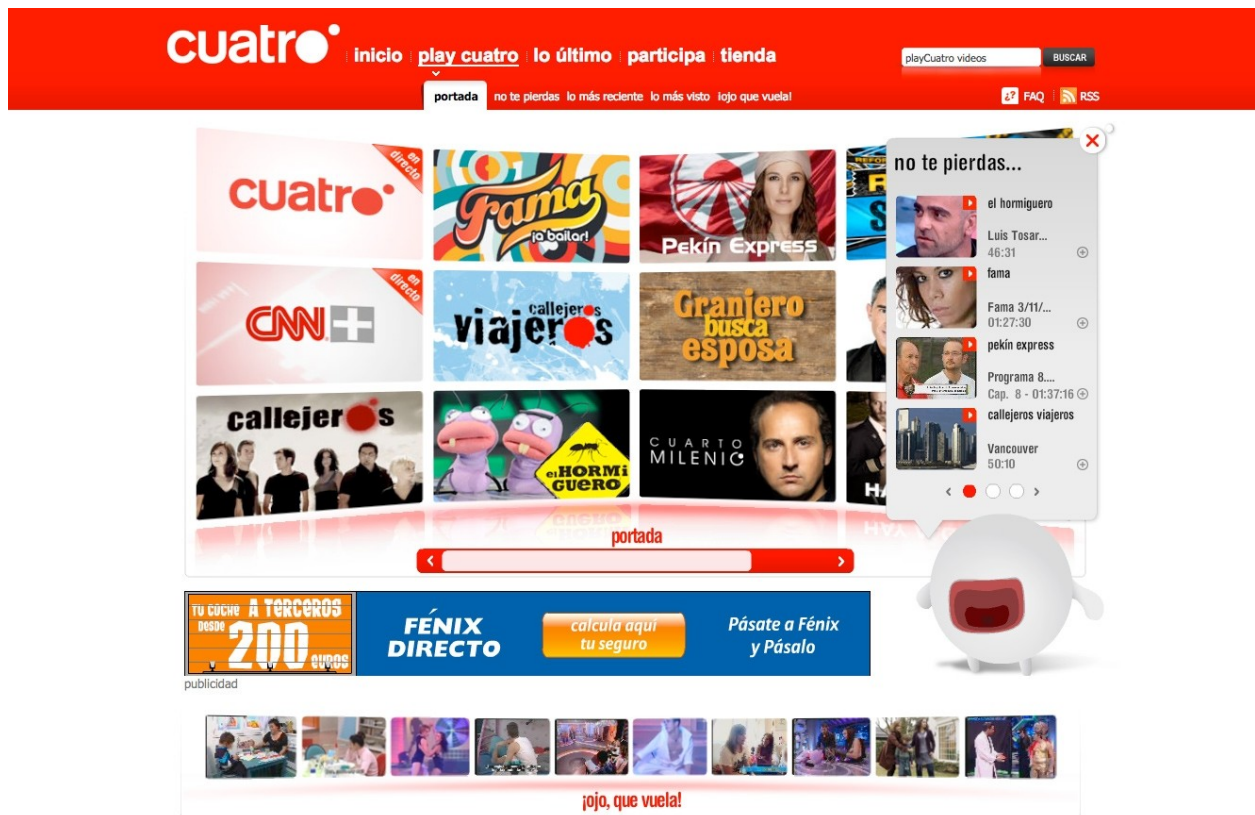 cuatro
inicio play cuatro lo último participa tienda
playCuatro videos BUSCAR
portada no te pierdas lo más reciente lo más visto ¡ojo que vuela!
¿? FAQ RSS
cuatro
en directo
Fama
¡a bailar!
Pekín Express
CNN+
en directo
callejeros
viajeros
Granjero
busca
esposa
callejeros
el HORMI
GUERO
CUARTO
MILENIO
no te pierdas...
el hormiguero
Luis Tosar...
46:31
fama
Fama 3/11/...
01:27:30
pekín express
Programa 8....
Cap. 8 - 01:37:16
callejeros viajeros
Vancouver
50:10
portada
TU COCHE A TERCEROS
DESDE
200
EUROS
FÉNIX
DIRECTO
calcula aquí
tu seguro
Pásate a Fénix
y Pásalo
publicidad
¡ojo, que vuela!